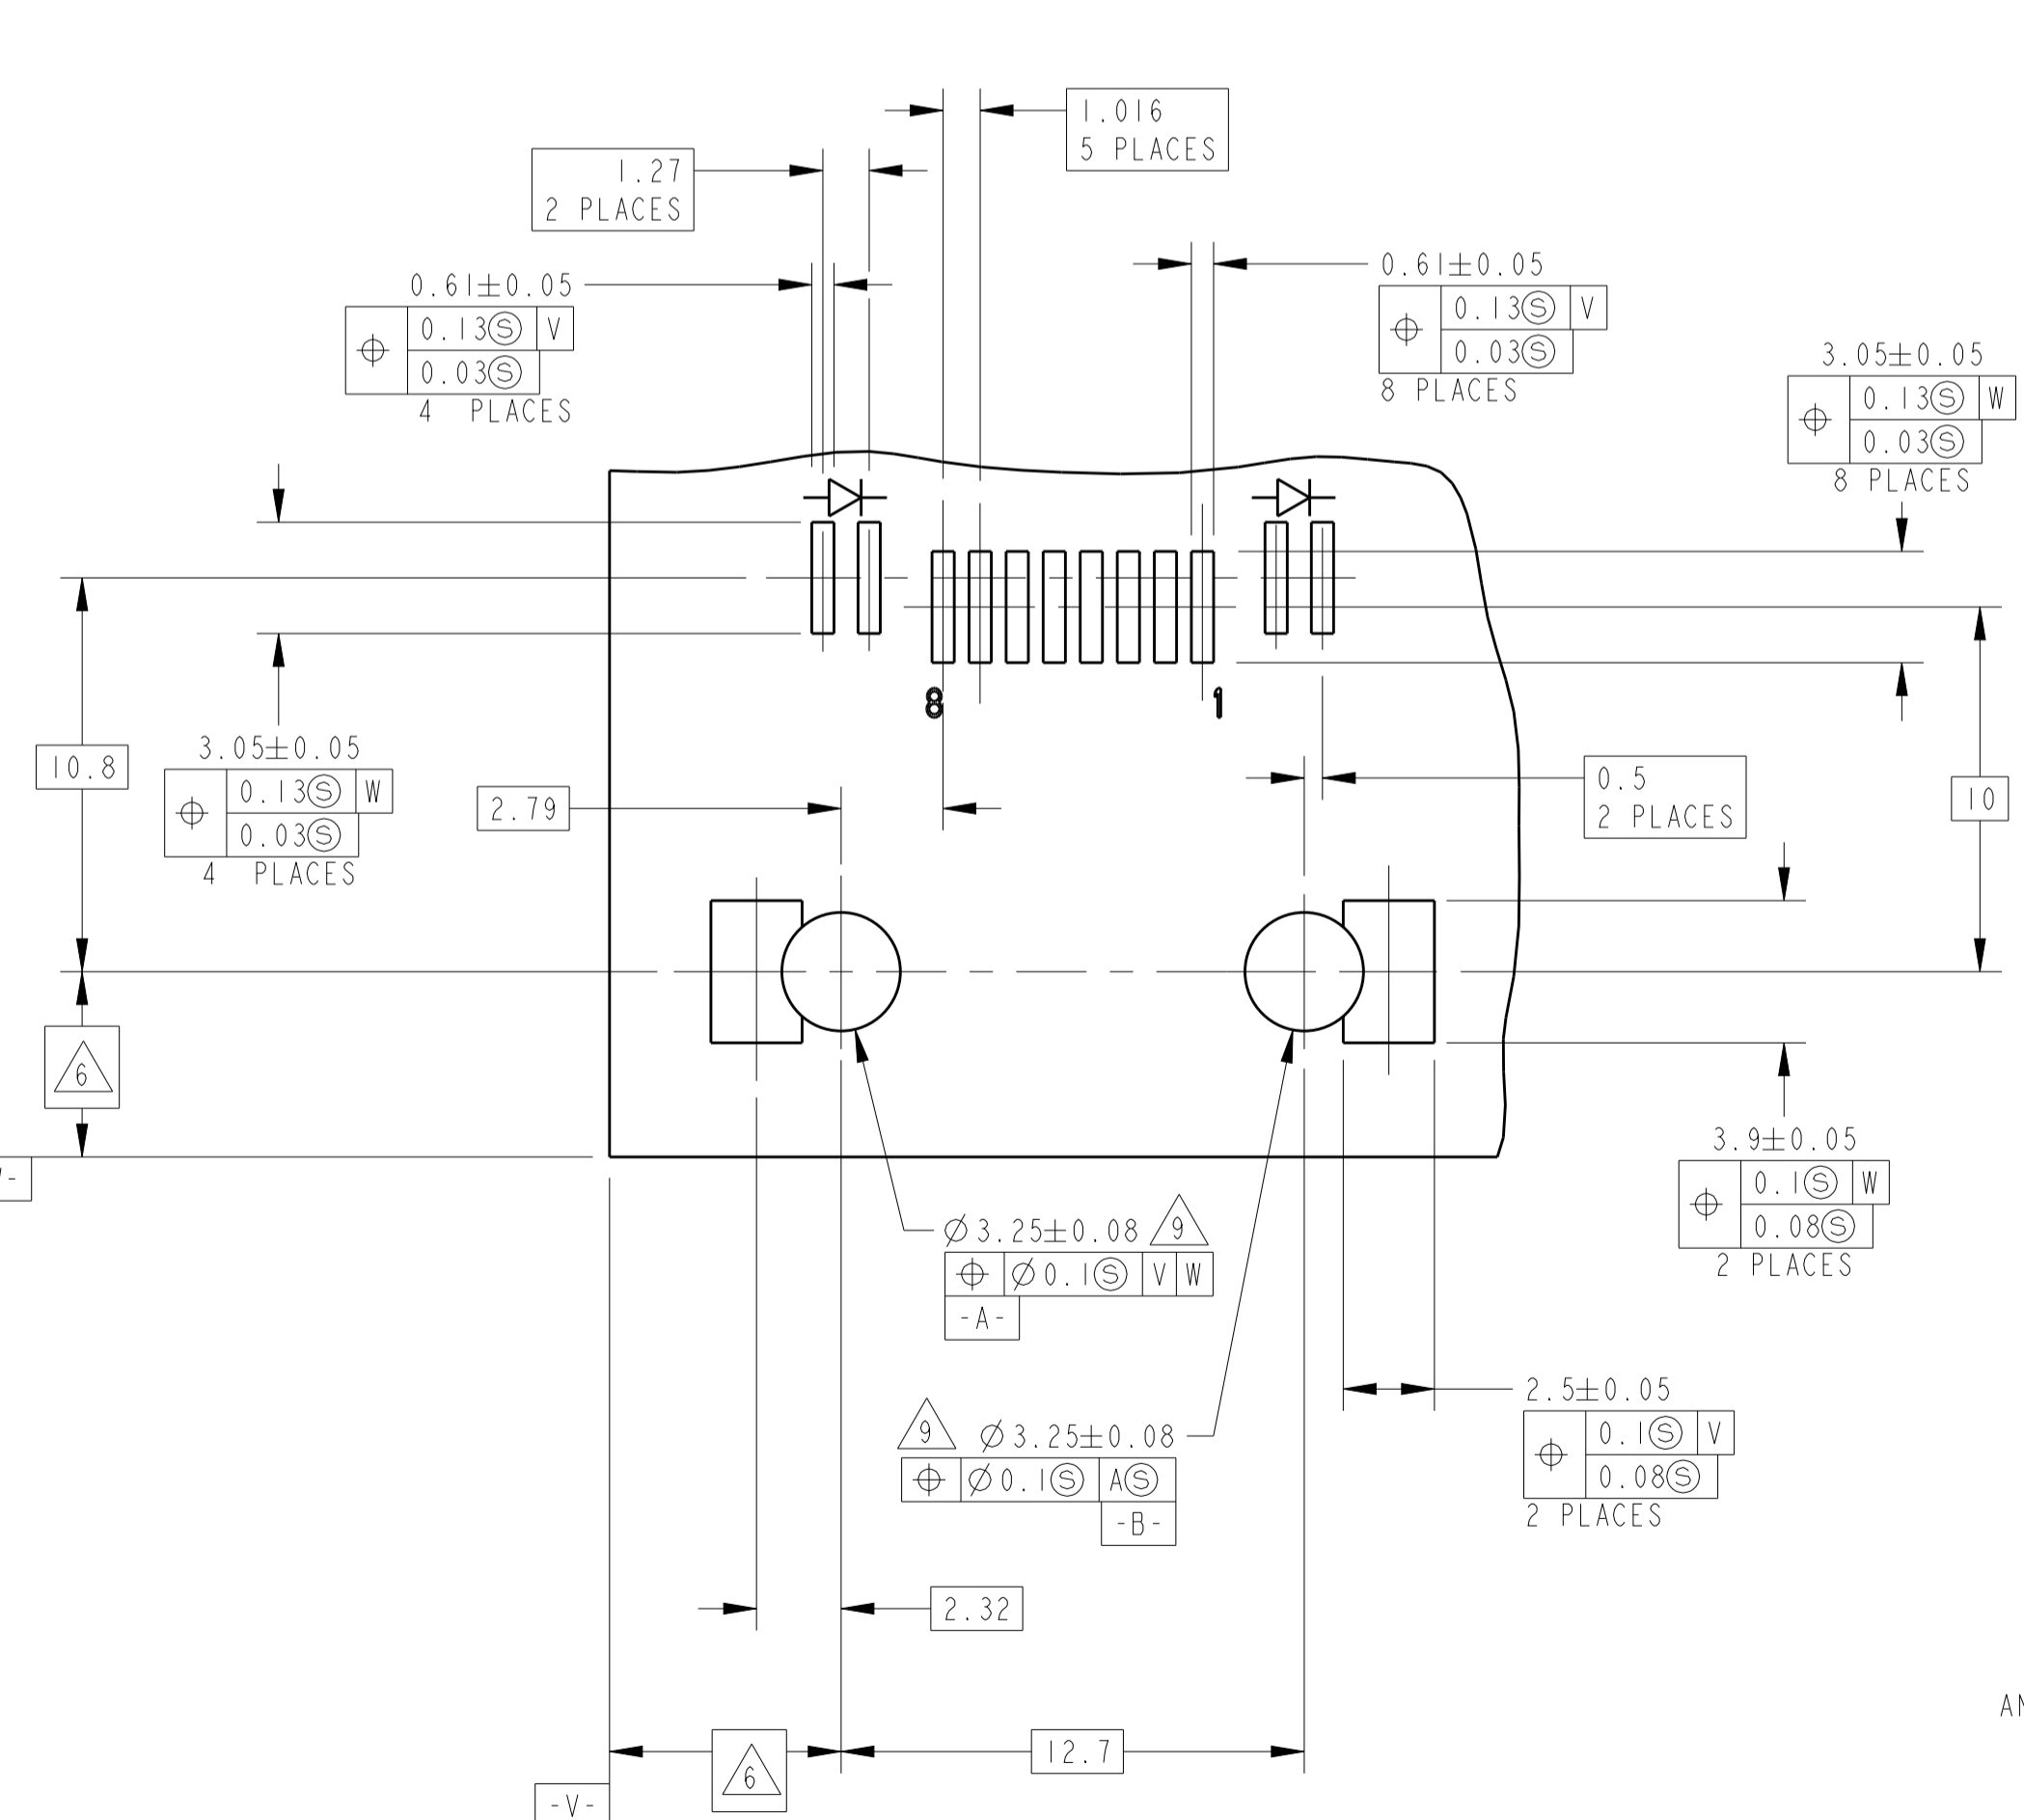 1.016
5 PLACES
1.27
2 PLACES
0.61±0.05
0.13Ⓢ V
0.03Ⓢ
4 PLACES
0.61±0.05
0.13Ⓢ V
0.03Ⓢ
8 PLACES
3.05±0.05
0.13Ⓢ W
0.03Ⓢ
8 PLACES
8
1
10.8
3.05±0.05
0.13Ⓢ W
0.03Ⓢ
4 PLACES
2.79
0.5
2 PLACES
10
6
3.9±0.05
0.1Ⓢ W
0.08Ⓢ
2 PLACES
Ø3.25±0.08 9
Ø0.1Ⓢ V W
-A-
9 Ø3.25±0.08
Ø0.1Ⓢ AⓈ
-B-
2.5±0.05
0.1Ⓢ V
0.08Ⓢ
2 PLACES
2.32
6
12.7
-V-